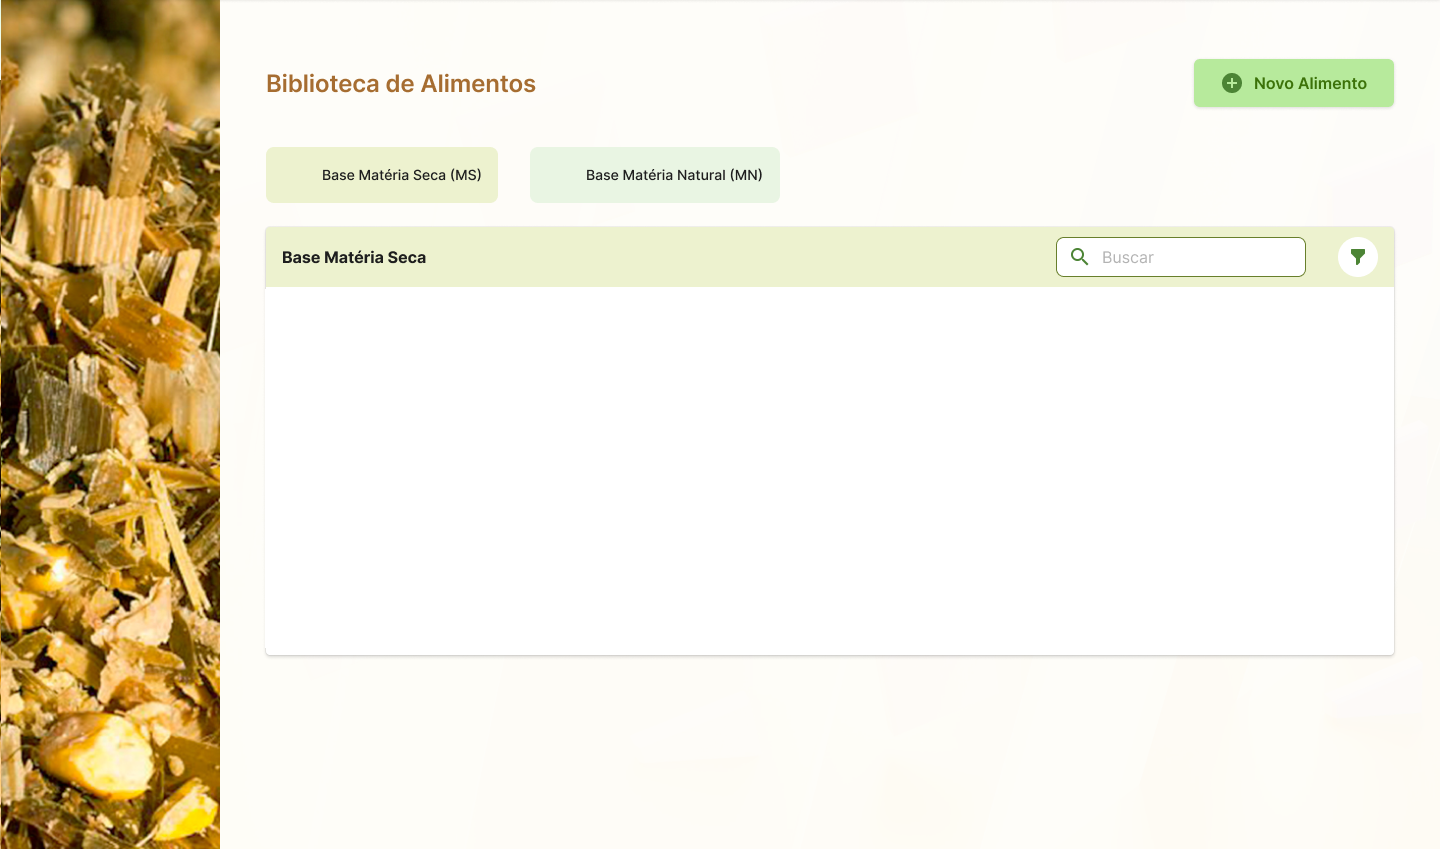 Biblioteca de Alimentos
Novo Alimento
Base Matéria Seca (MS)
Base Matéria Natural (MN)
Base Matéria Seca
Buscar